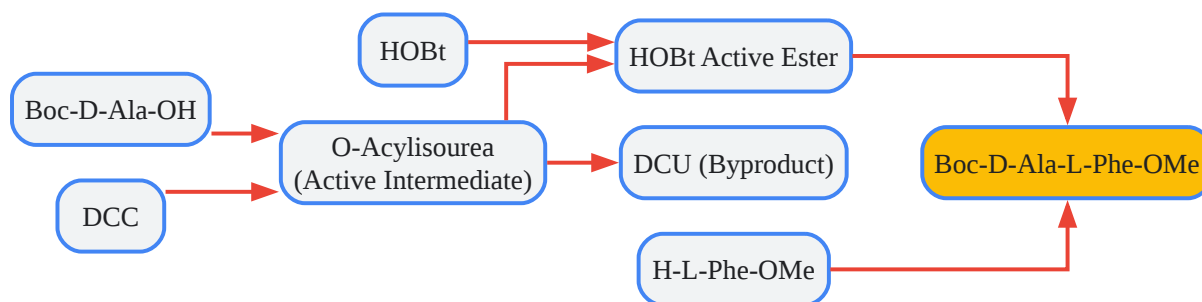 HOBt
HOBt Active Ester
Boc-D-Ala-OH
O-Acylisourea
(Active Intermediate)
DCU (Byproduct)
Boc-D-Ala-L-Phe-OMe
DCC
H-L-Phe-OMe